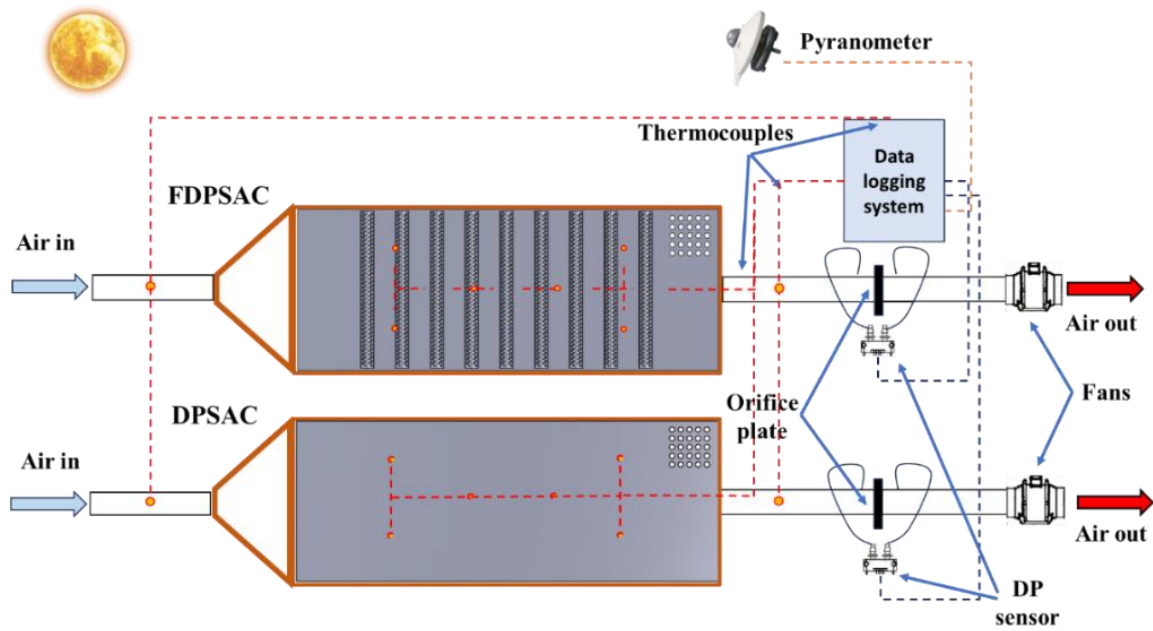 Pyranometer
Thermocouples
Data
logging
system
FDPSAC
Air in
Air out
DPSAC
Orifice
plate
Fans
Air in
Air out
DP
sensor